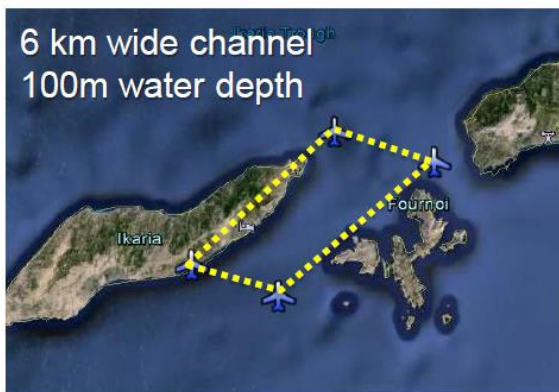 6 km wide channel
Ikaria Trough
100m water depth
Fournoi
Ikaria